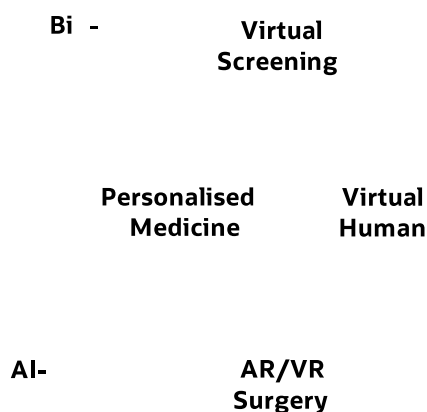 Bi -
Virtual
Screening
Personalised
Medicine
Virtual
Human
AI-
AR/VR
Surgery